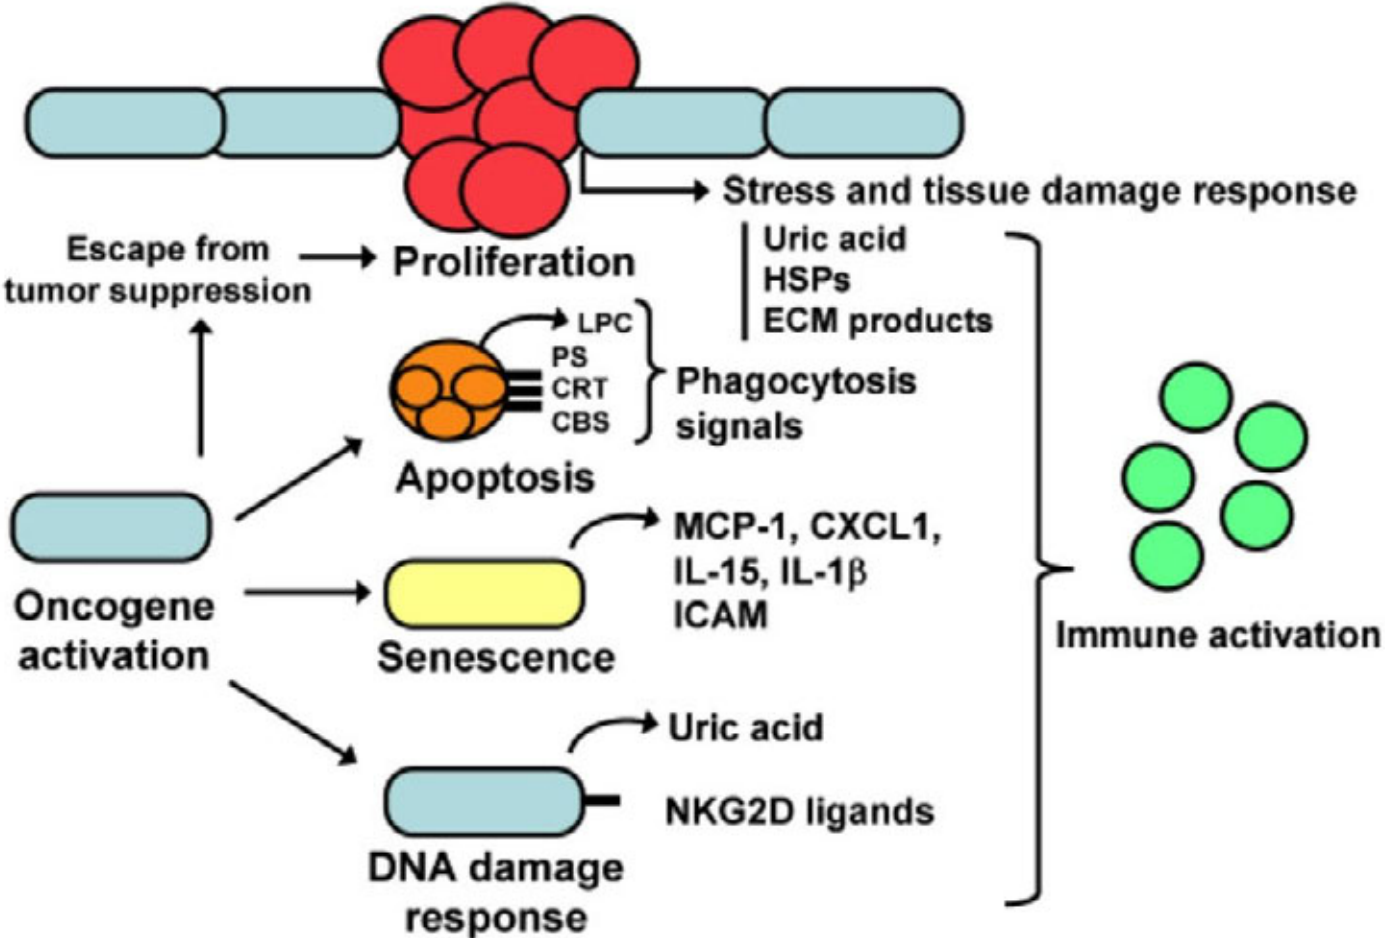 Stress and tissue damage response
Uric acid
HSPs
ECM products
Escape from
tumor suppression
Proliferation
LPC
PS
CRT
CBS
Phagocytosis
signals
Apoptosis
Oncogene
activation
MCP-1, CXCL1,
IL-15, IL-1β
ICAM
Senescence
Uric acid
NKG2D ligands
DNA damage
response
Immune activation